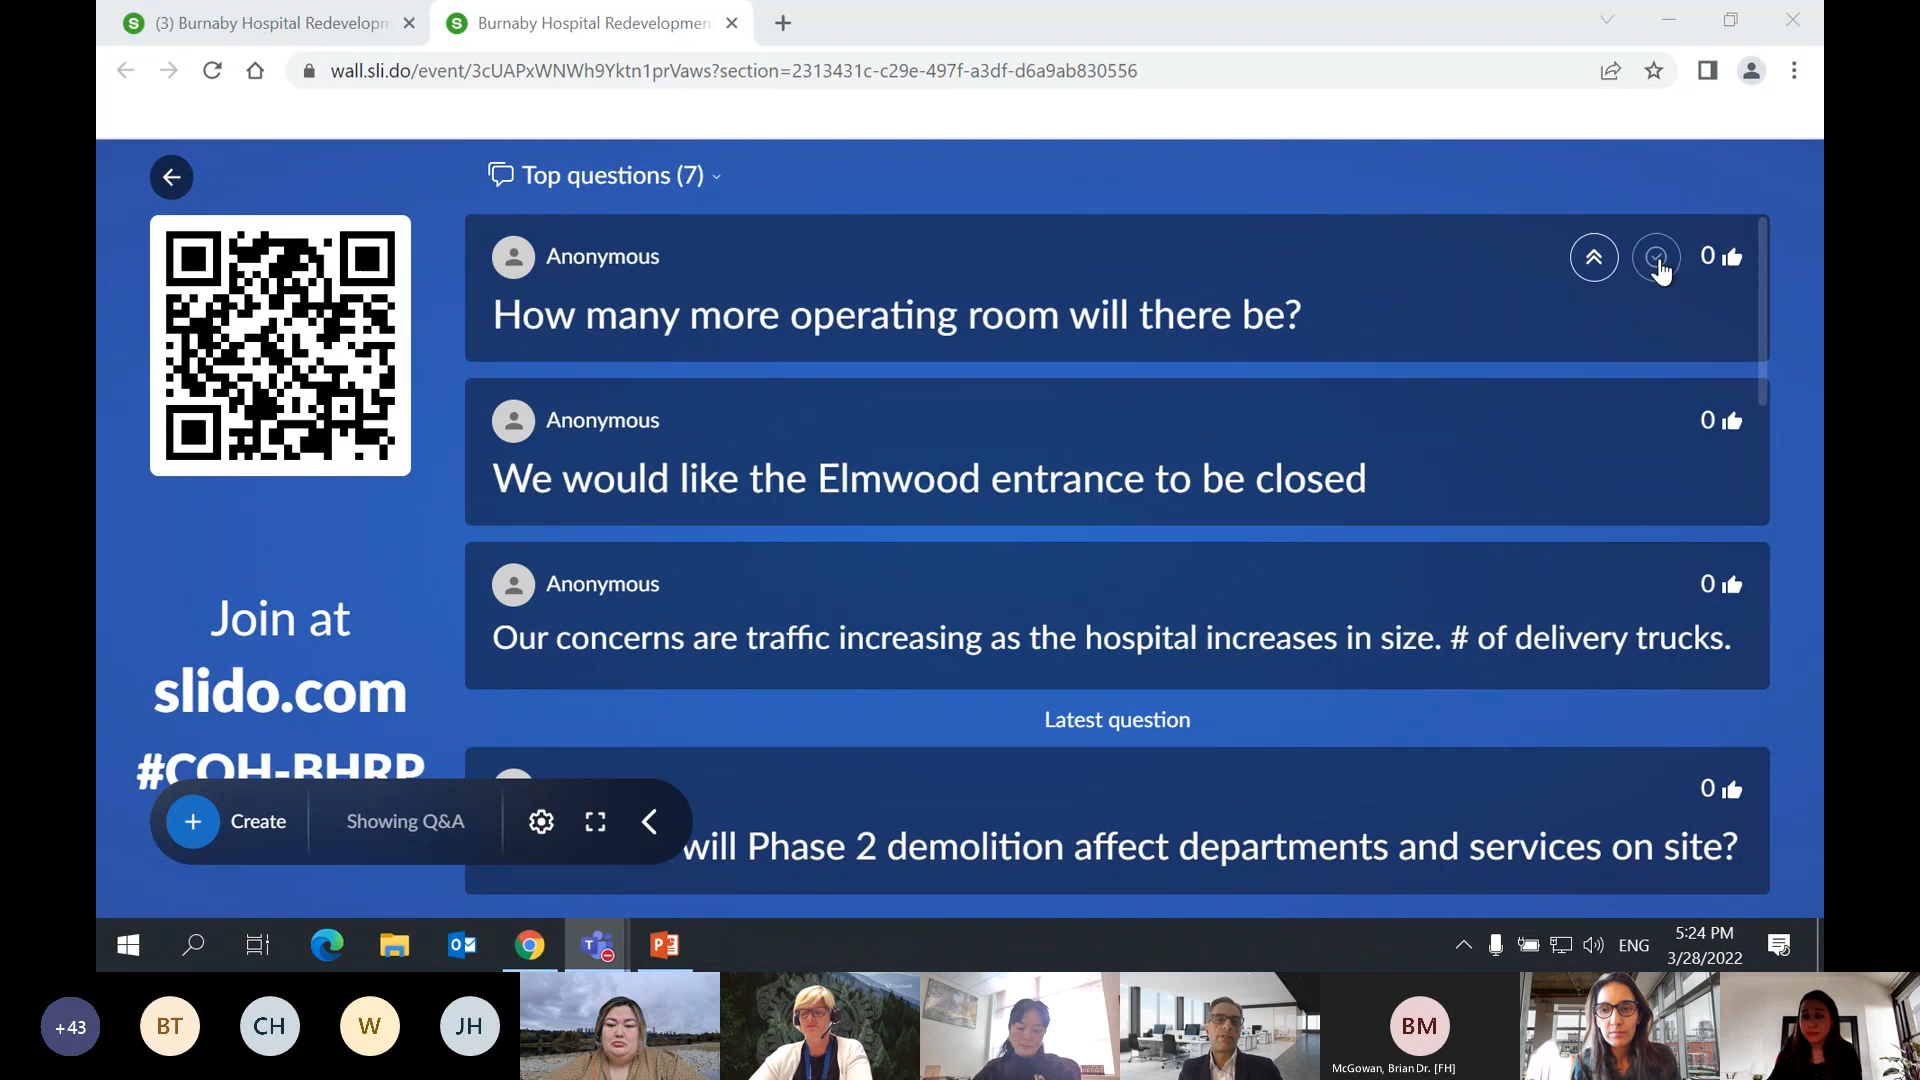 (3) Burnaby Hospital Redevelopm
Burnaby Hospital Redevelopmen
wall.sli.do/event/3cUAPxWNWh9Yktn1prVaws?section=2313431c-c29e-497f-a3df-d6a9ab830556
Top questions (7)
Anonymous
0
How many more operating room will there be?
Anonymous
0
We would like the Elmwood entrance to be closed
Anonymous
0
Our concerns are traffic increasing as the hospital increases in size. # of delivery trucks.
Latest question
0
will Phase 2 demolition affect departments and services on site?
Join at
slido.com
#COH-BHRP
Create
Showing Q&A
ENG
5:24 PM
3/28/2022
+43
BT
CH
W
JH
BM
McGowan, Brian Dr. [FH]